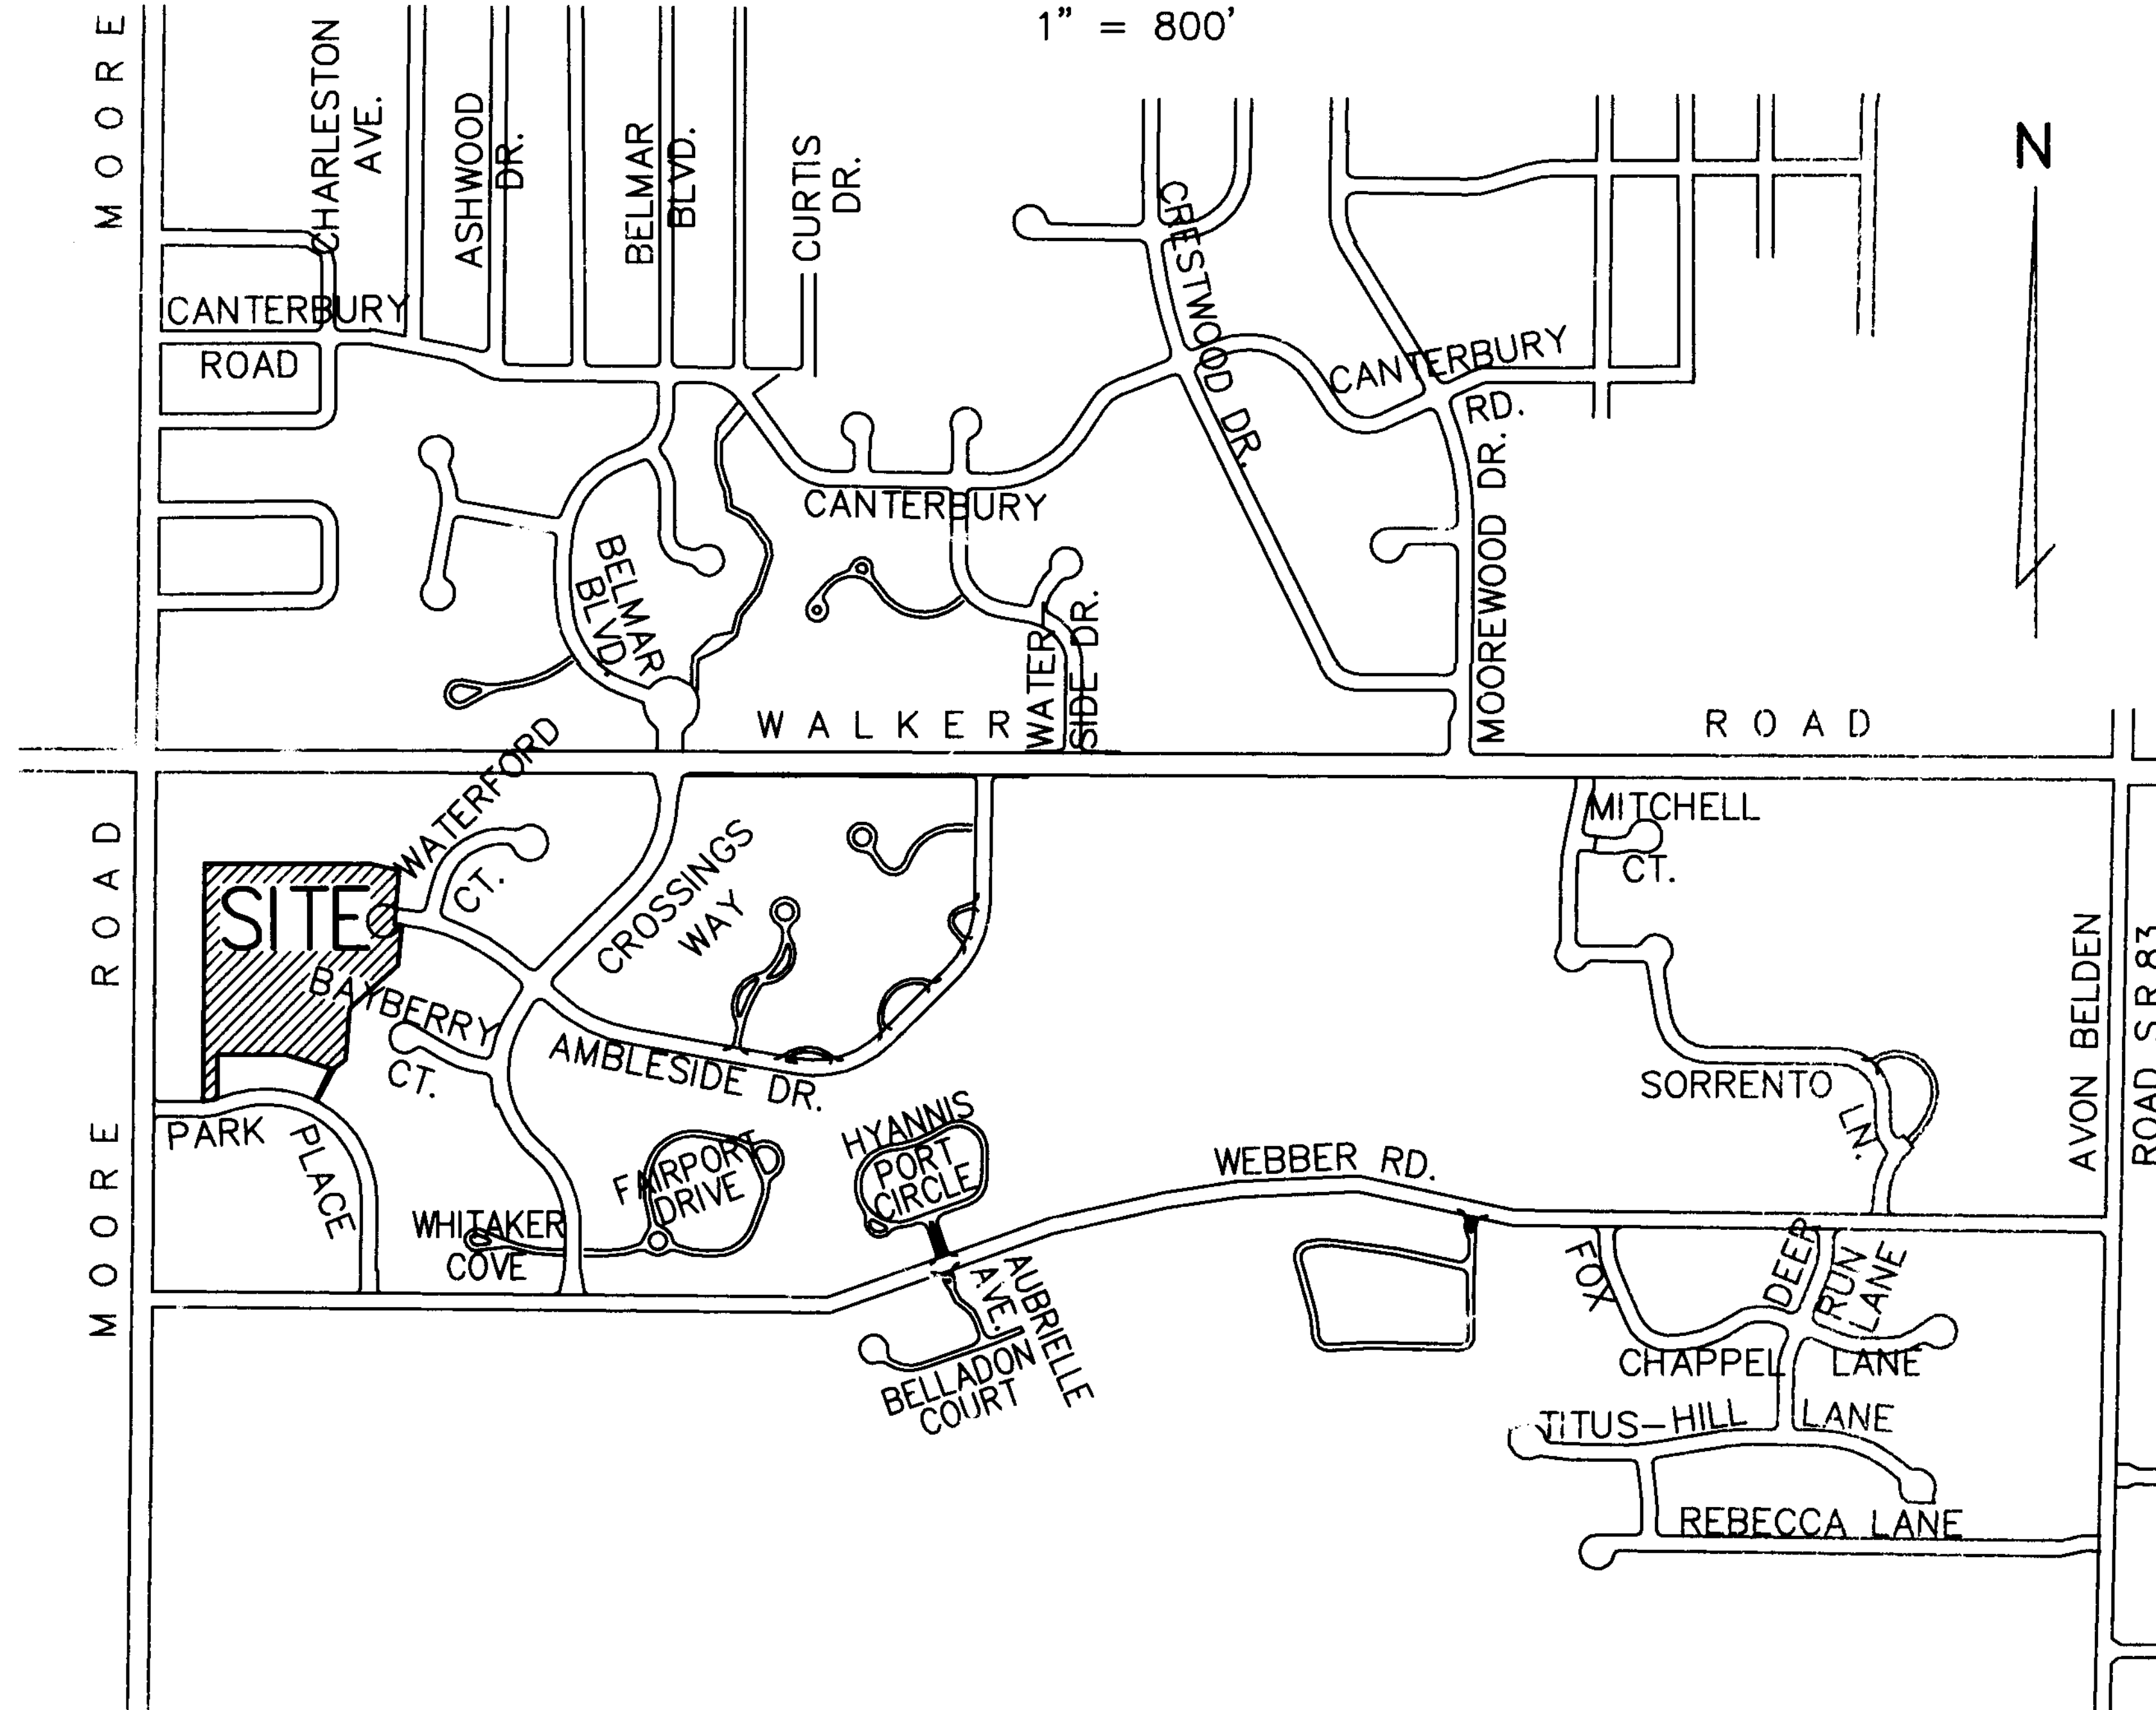 1" = 800'
MOORE
CHARLESTON
AVE.
ASHWOOD
DR.
BELMAR
BLVD.
CURTIS
DR.
N
CRESTWOOD DR.
CANTERBURY
ROAD
CANTERBURY
RD.
CANTERBURY
MOOREWOOD DR.
BELMAR
BLVD.
WATER
SIDE DR.
WALKER
ROAD
WATERFORD
CT.
MITCHELL
CT.
ROAD
SITE
CROSSINGS
WAY
BAYBERRY
CT.
AMBLESIDE DR.
AVON BELDEN
ROAD S.R.83
SORRENTO
LN.
PARK
PLACE
MOORE
HYANNIS
PORT
CIRCLE
FAIRPORT
DRIVE
WEBBER RD.
WHITAKER
COVE
AUBRIELLE
AVE.
FOX
DEER
RUN
LANE
BELLADON
COURT
CHAPPEL LANE
TITUS-HILL LANE
REBECCA LANE